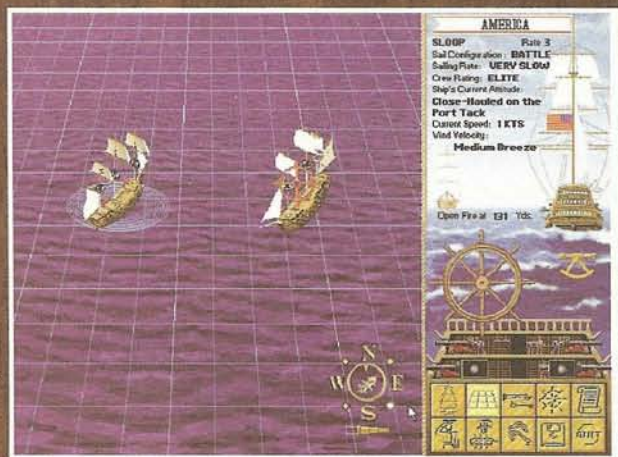 AMERICA
SLOOP Rate 3
Sail Configuration: BATTLE
Sailing Rate: VERY SLOW
Crew Rating: ELITE
Ship's Current Attitude:
Close-Hauled on the
Port Tack
Current Speed: 1 KTS
Wind Velocity:
Medium Breeze
Open Fire at 131 Yds.
N
W E
S